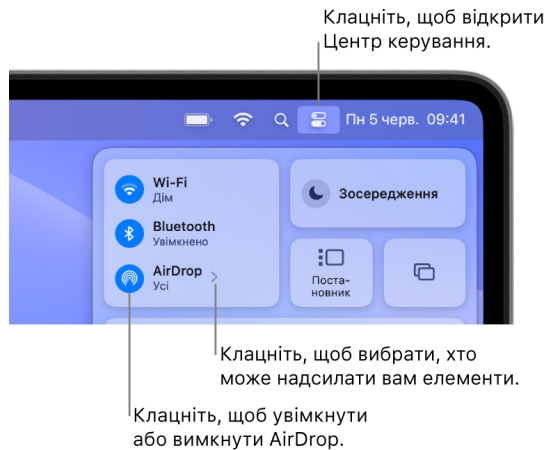 Клацніть, щоб відкрити
Центр керування.
Пн 5 черв. 09:41
Wi-Fi
Дім
Зосередження
Bluetooth
Увімкнено
AirDrop
Усі
Поста-
новник
Клацніть, щоб вибрати, хто
може надсилати вам елементи.
Клацніть, щоб увімкнути
або вимкнути AirDrop.